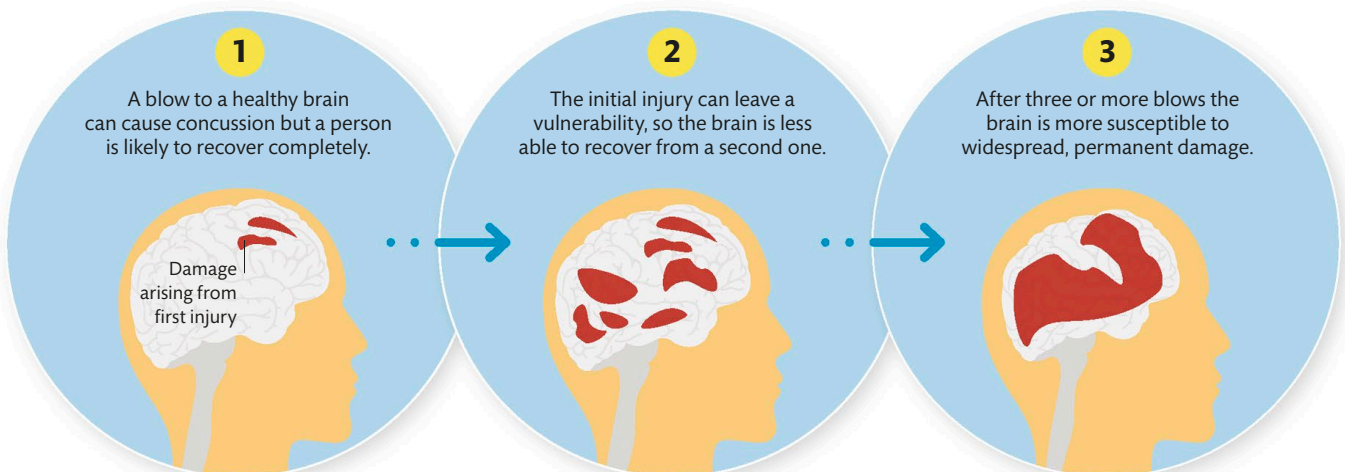 1
A blow to a healthy brain
can cause concussion but a person
is likely to recover completely.
Damage
arising from
first injury
2
The initial injury can leave a
vulnerability, so the brain is less
able to recover from a second one.
3
After three or more blows the
brain is more susceptible to
widespread, permanent damage.